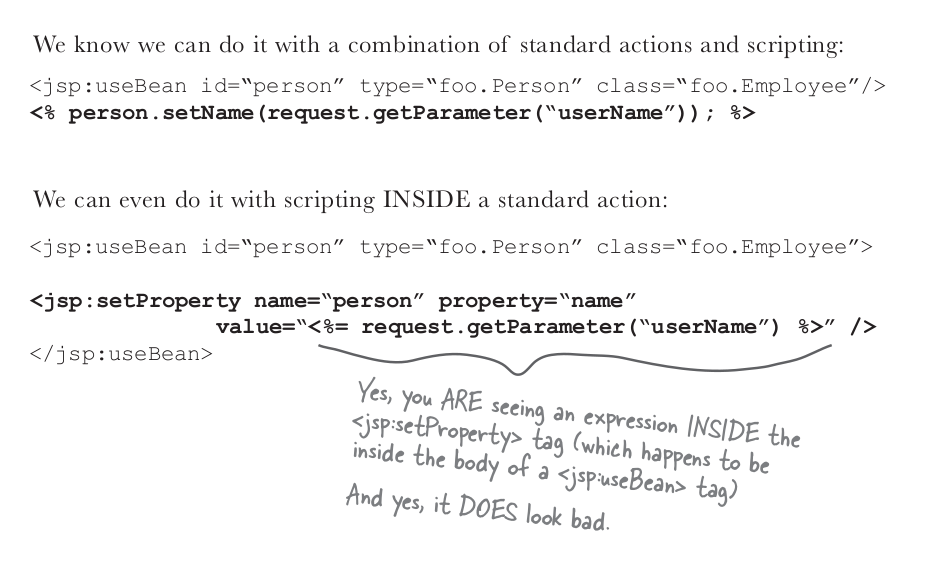 We know we can do it with a combination of standard actions and scripting:
<jsp:useBean id=“person” type=“foo.Person” class=“foo.Employee”/>
<% person.setName(request.getParameter(“userName”)); %>
We can even do it with scripting INSIDE a standard action:
<jsp:useBean id=“person” type=“foo.Person” class=“foo.Employee”>
<jsp:setProperty name=“person” property=“name”
value=“<%= request.getParameter(“userName”) %>” />
</jsp:useBean>
Yes, you ARE seeing an expression INSIDE the
<jsp:setProperty> tag (which happens to be
inside the body of a <jsp:useBean> tag)
And yes, it DOES look bad.